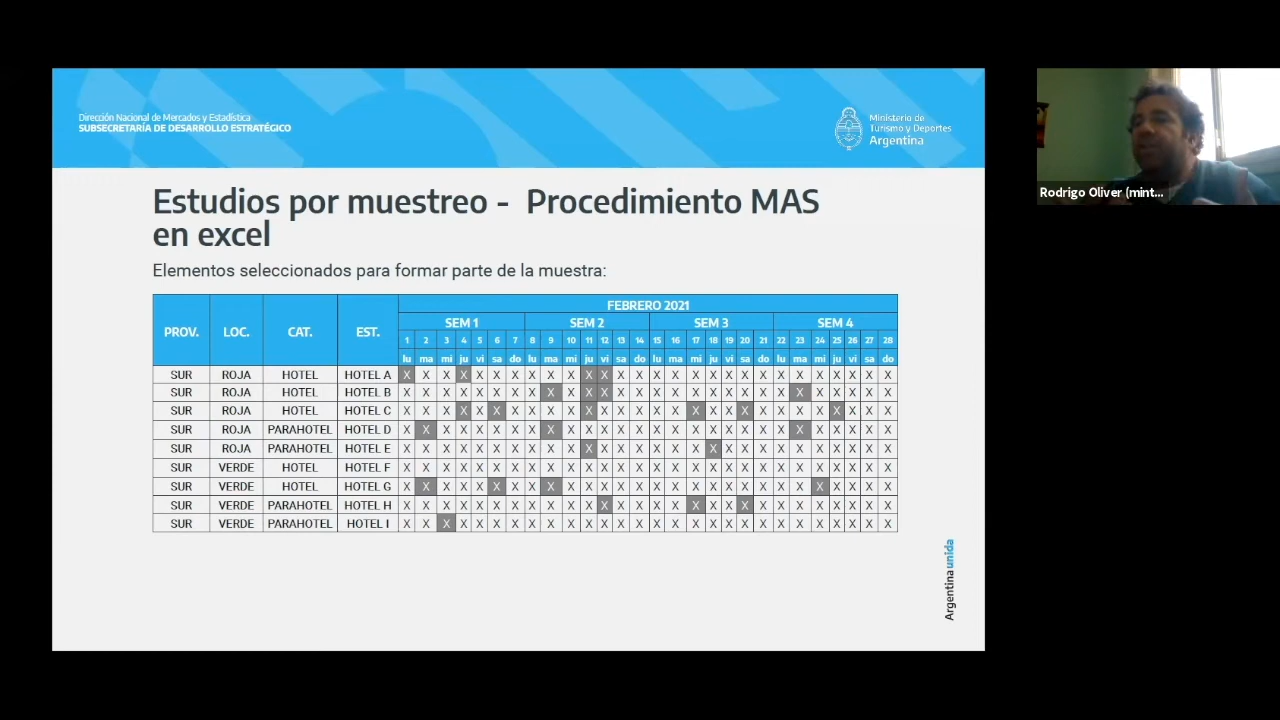 Dirección Nacional de Mercados y Estadística
SUBSECRETARÍA DE DESARROLLO ESTRATÉGICO
Ministerio de
Turismo y Deportes
Argentina
Rodrigo Oliver (mint...
Estudios por muestreo - Procedimiento MAS
en excel
Elementos seleccionados para formar parte de la muestra:
PROV. LOC. CAT. EST. FEBRERO 2021
SEM 1 SEM 2 SEM 3 SEM 4
1 2 3 4 5 6 7 8 9 10 11 12 13 14 15 16 17 18 19 20 21 22 23 24 25 26 27 28
lu ma mi ju vi sa do lu ma mi ju vi sa do lu ma mi ju vi sa do lu ma mi ju vi sa do
SUR ROJA HOTEL HOTEL A X X X X X X X X X X X X X X X X X X X X X X X X X X X X
SUR ROJA HOTEL HOTEL B X X X X X X X X X X X X X X X X X X X X X X X X X X X X
SUR ROJA HOTEL HOTEL C X X X X X X X X X X X X X X X X X X X X X X X X X X X X
SUR ROJA PARAHOTEL HOTEL D X X X X X X X X X X X X X X X X X X X X X X X X X X X X
SUR ROJA PARAHOTEL HOTEL E X X X X X X X X X X X X X X X X X X X X X X X X X X X X
SUR VERDE HOTEL HOTEL F X X X X X X X X X X X X X X X X X X X X X X X X X X X X
SUR VERDE HOTEL HOTEL G X X X X X X X X X X X X X X X X X X X X X X X X X X X X
SUR VERDE PARAHOTEL HOTEL H X X X X X X X X X X X X X X X X X X X X X X X X X X X X
SUR VERDE PARAHOTEL HOTEL I X X X X X X X X X X X X X X X X X X X X X X X X X X X X
Argentina unida